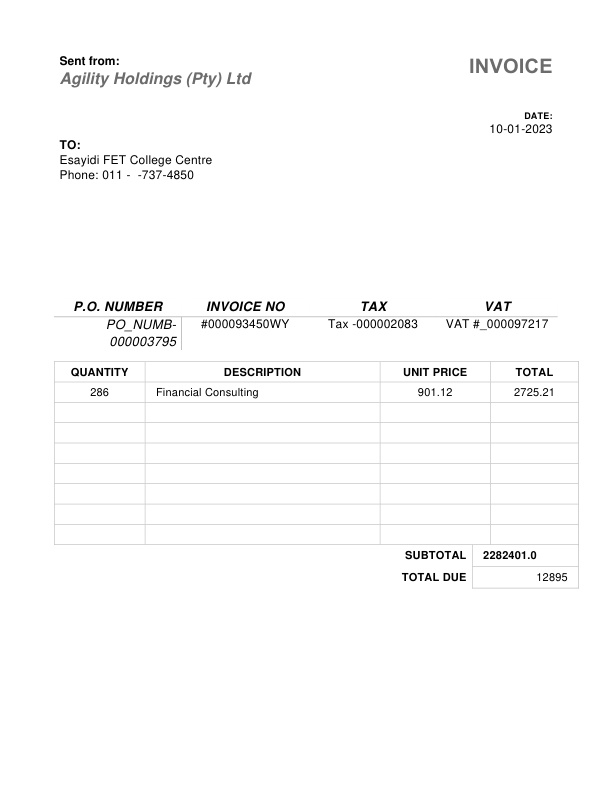 Sent from:
Agility Holdings (Pty) Ltd
INVOICE
DATE:
10-01-2023
TO:
Esayidi FET College Centre
Phone: 011 - -737-4850
P.O. NUMBER INVOICE NO TAX VAT
PO_NUMB- #000093450WY Tax -000002083 VAT #_000097217
000003795
QUANTITY DESCRIPTION UNIT PRICE TOTAL
286 Financial Consulting 901.12 2725.21
SUBTOTAL 2282401.0
TOTAL DUE 12895